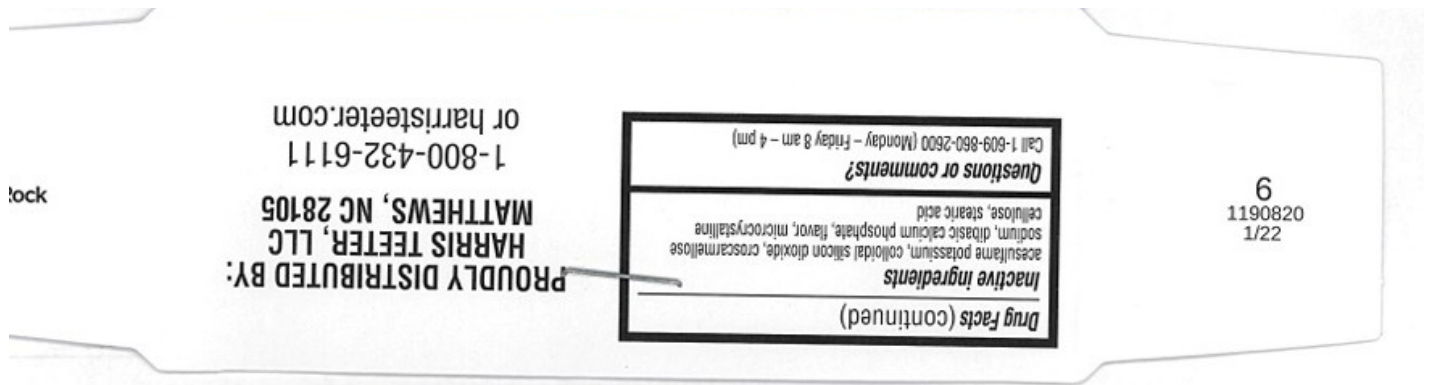 Drug Facts (continued)
Inactive ingredients
acesulfame potassium, colloidal silicon dioxide, croscarmellose
sodium, dibasic calcium phosphate, flavor, microcrystalline
cellulose, stearic acid
Questions or comments?
Call 1-609-860-2600 (Monday – Friday 8 am – 4 pm)
PROUDLY DISTRIBUTED BY:
HARRIS TEETER, LLC
MATTHEWS, NC 28105
1-800-432-6111
or harristeeter.com
6
1190820
1/22